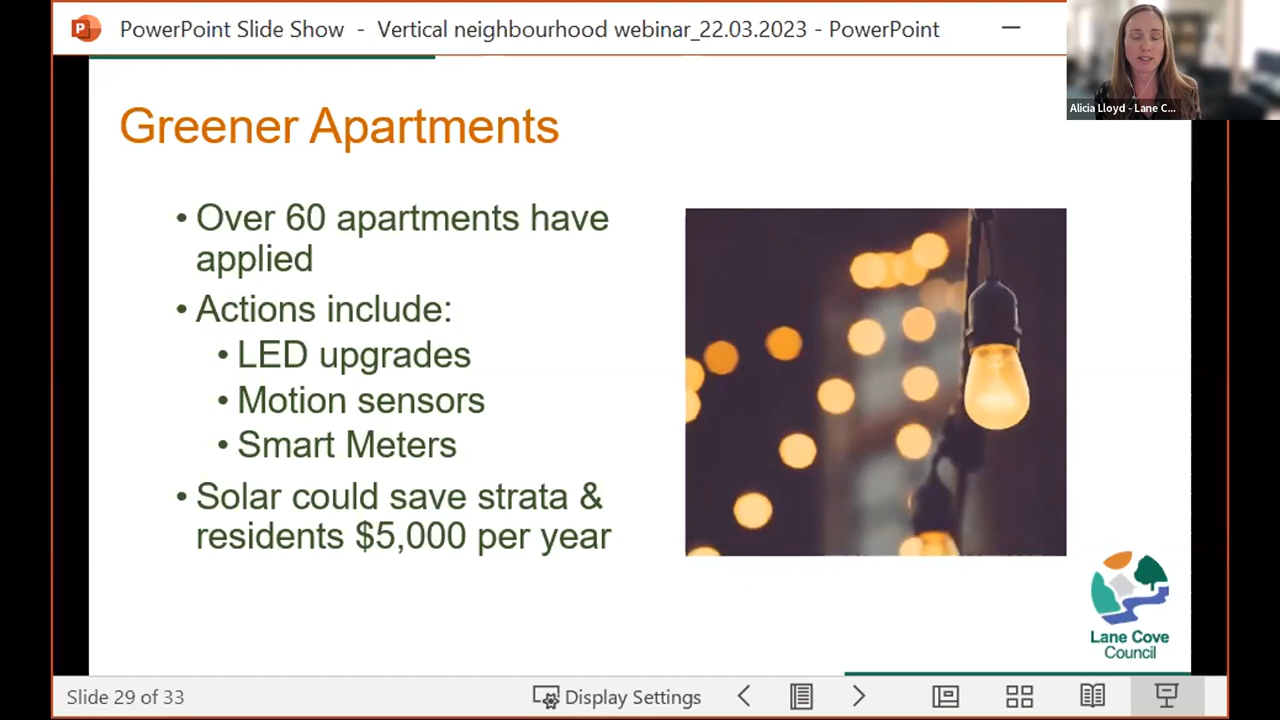 PowerPoint Slide Show - Vertical neighbourhood webinar_22.03.2023 - PowerPoint
Alicia Lloyd - Lane C...
Greener Apartments
• Over 60 apartments have
applied
• Actions include:
• LED upgrades
• Motion sensors
• Smart Meters
• Solar could save strata &
residents $5,000 per year
Lane Cove
Council
Slide 29 of 33
Display Settings